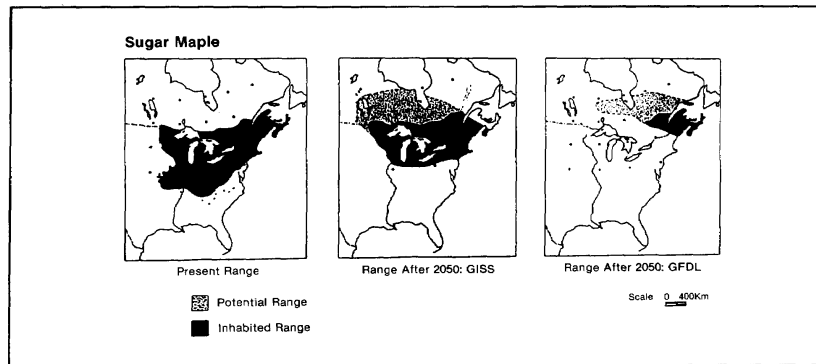 Sugar Maple
Present Range
Range After 2050: GISS
Range After 2050: GFDL
Potential Range
Inhabited Range
Scale 0 400Km